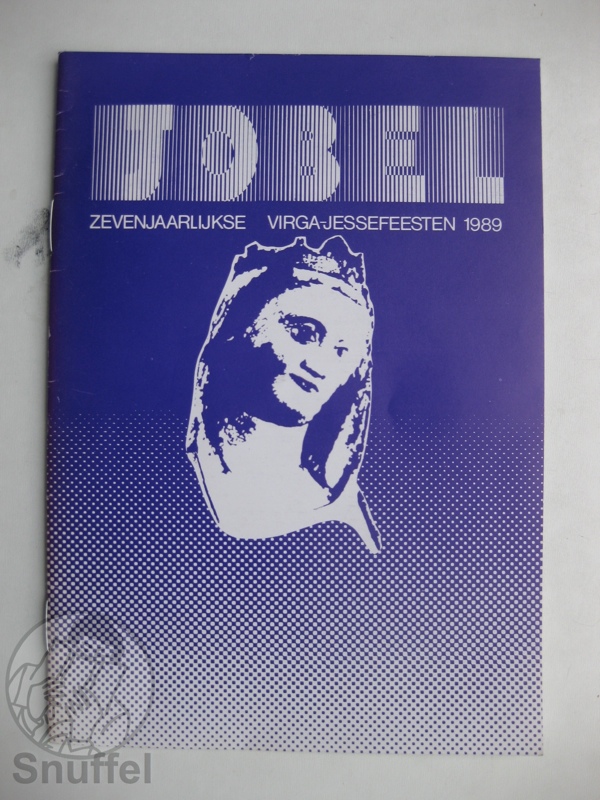 JOBEL
ZEVENJAARLIJKSE VIRGA-JESSEFEESTEN 1989
Snuffel